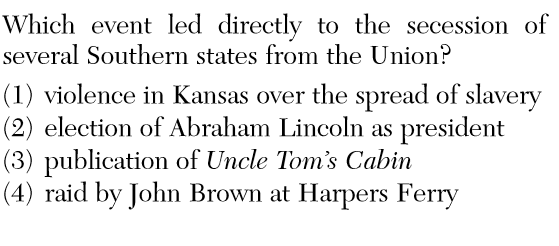 Which event led directly to the secession of
several Southern states from the Union?
(1) violence in Kansas over the spread of slavery
(2) election of Abraham Lincoln as president
(3) publication of Uncle Tom's Cabin
(4) raid by John Brown at Harpers Ferry